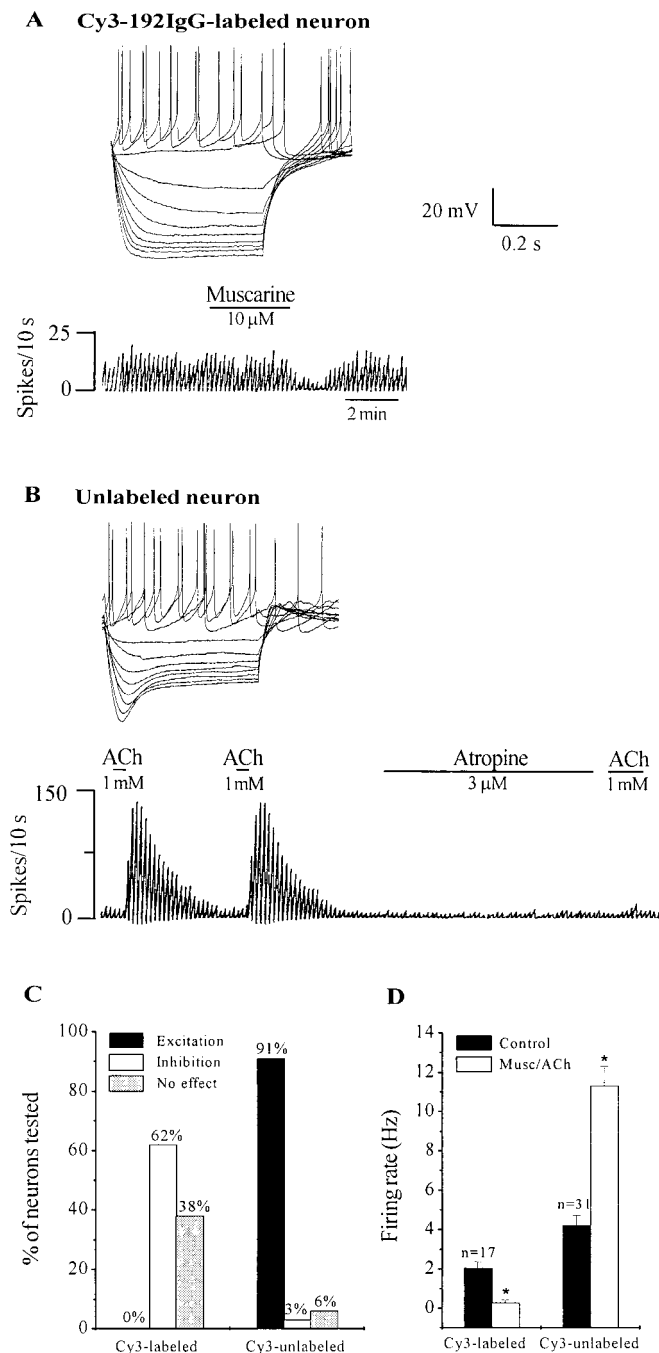 A Cy3-192IgG-labeled neuron
20 mV
0.2 s
Muscarine
10 µM
25
0
Spikes/10 s
2 min
B Unlabeled neuron
ACh
1 mM
ACh
1 mM
Atropine
3 µM
ACh
1 mM
150
0
Spikes/10 s
C
100
80
60
40
20
0
% of neurons tested
Excitation
Inhibition
No effect
0%
62%
38%
91%
3%
6%
Cy3-labeled
Cy3-unlabeled
D
14
12
10
8
6
4
2
0
Firing rate (Hz)
Control
Musc/ACh
n=17
*
n=31
*
Cy3-labeled
Cy3-unlabeled